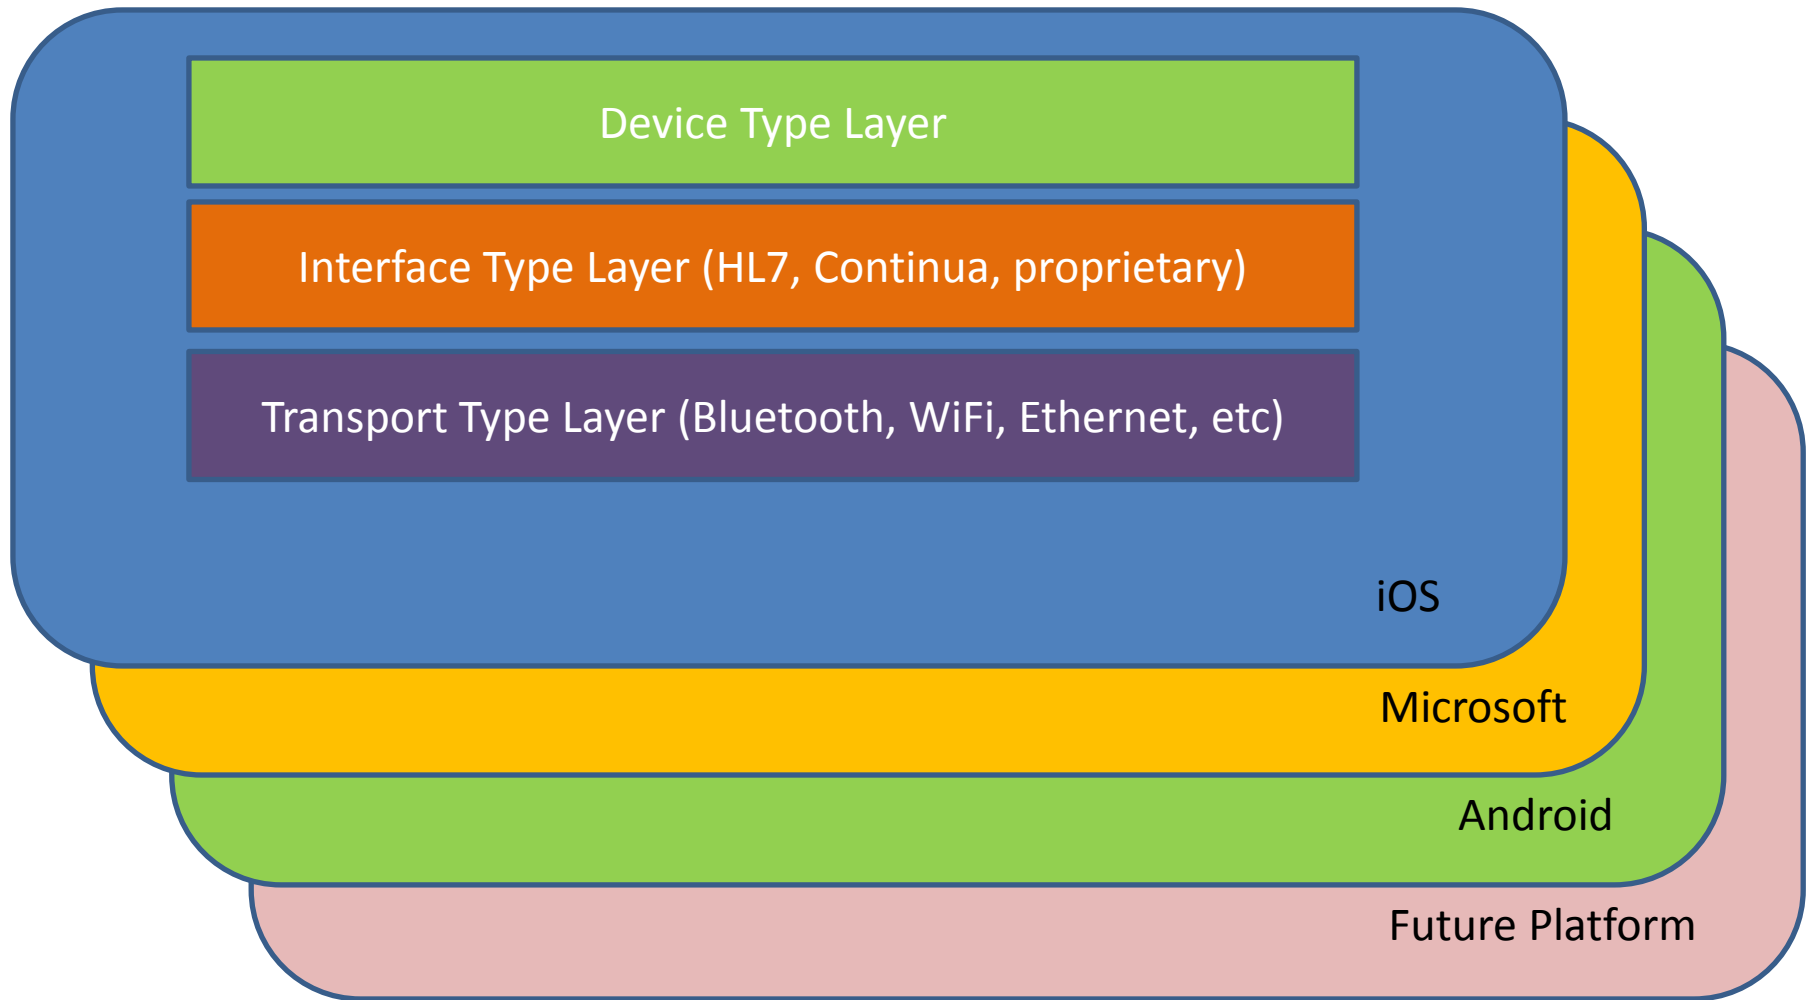 Device Type Layer
Interface Type Layer (HL7, Continua, proprietary)
Transport Type Layer (Bluetooth, WiFi, Ethernet, etc)
iOS
Microsoft
Android
Future Platform